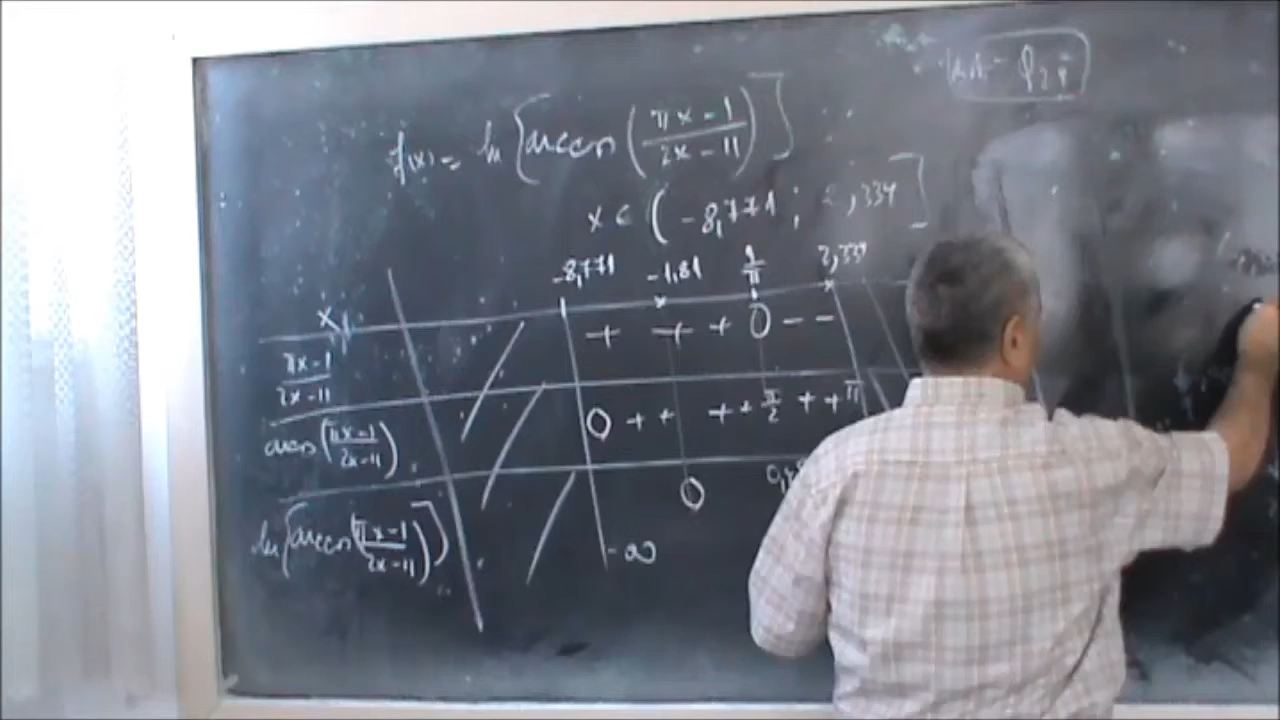 f(x) = ln[arccos(πx - 1 / 2x - 11)]
x ∈ (-8,771 ; 2,334]
-8,771 -1,81 1/π 2,334
x
πx-1 / 2x-11 + + + 0 - -
arccos(πx-1 / 2x-11) 0 + + + + π/2 + + π
ln[arccos(πx-1 / 2x-11)] -∞ 0